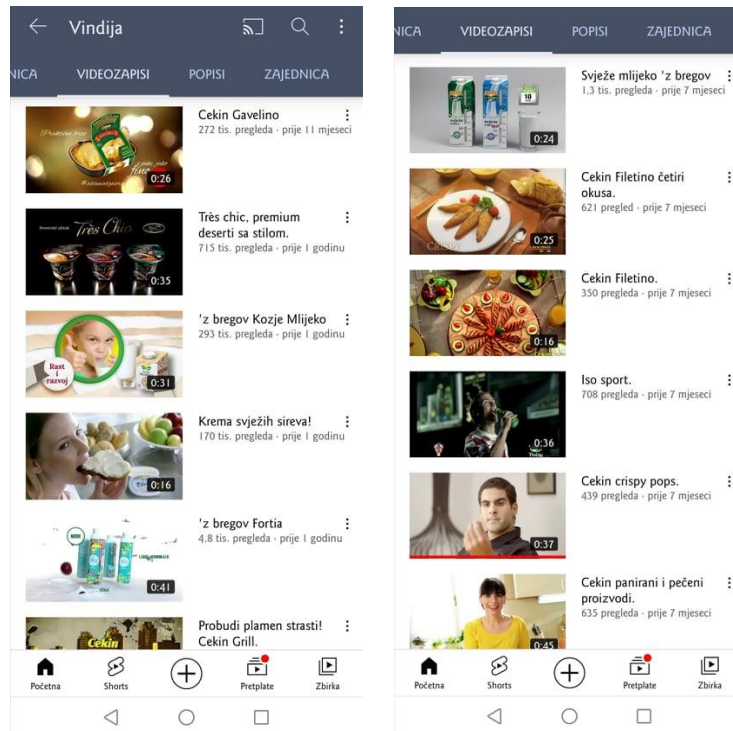 Vindija
NICA VIDEOZAPISI POPISI ZAJEDNICA
Cekin Gavelino
272 tis. pregleda · prije 11 mjeseci
fino
0:26
Très chic, premium
deserti sa stilom.
715 tis. pregleda · prije 1 godinu
Très Chic
0:35
'z bregov Kozje Mlijeko
293 tis. pregleda · prije 1 godinu
Rast
i
razvoj
0:31
Krema svježih sireva!
170 tis. pregleda · prije 1 godinu
0:16
'z bregov Fortia
4,8 tis. pregleda · prije 1 godinu
0:41
Probudi plamen strasti!
Cekin Grill.
Cekin
Početna Shorts Pretplate Zbirka
NICA VIDEOZAPISI POPISI ZAJEDNICA
Svježe mlijeko 'z bregov
1.3 tis. pregleda · prije 7 mjeseci
10
0:24
Cekin Filetino četiri
okusa.
621 pregled · prije 7 mjeseci
CRISPY
0:25
Cekin Filetino.
350 pregleda · prije 7 mjeseci
0:16
Iso sport.
708 pregleda · prije 7 mjeseci
0:36
Cekin crispy pops.
439 pregleda · prije 7 mjeseci
0:37
Cekin panirani i pečeni
proizvodi.
635 pregleda · prije 7 mjeseci
0:45
Početna Shorts Pretplate Zbirka